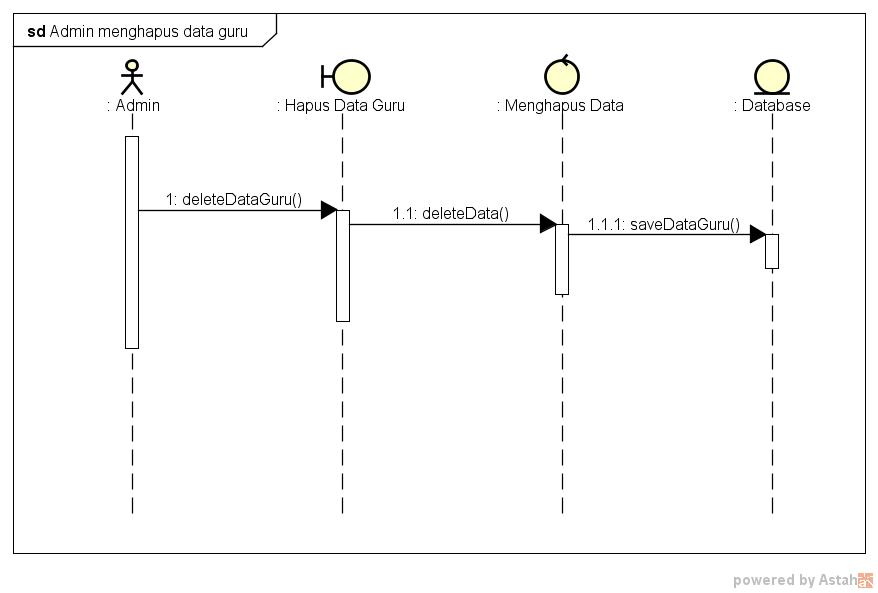 sd Admin menghapus data guru
: Admin
: Hapus Data Guru
: Menghapus Data
: Database
1: deleteDataGuru()
1.1: deleteData()
1.1.1: saveDataGuru()
powered by Astah